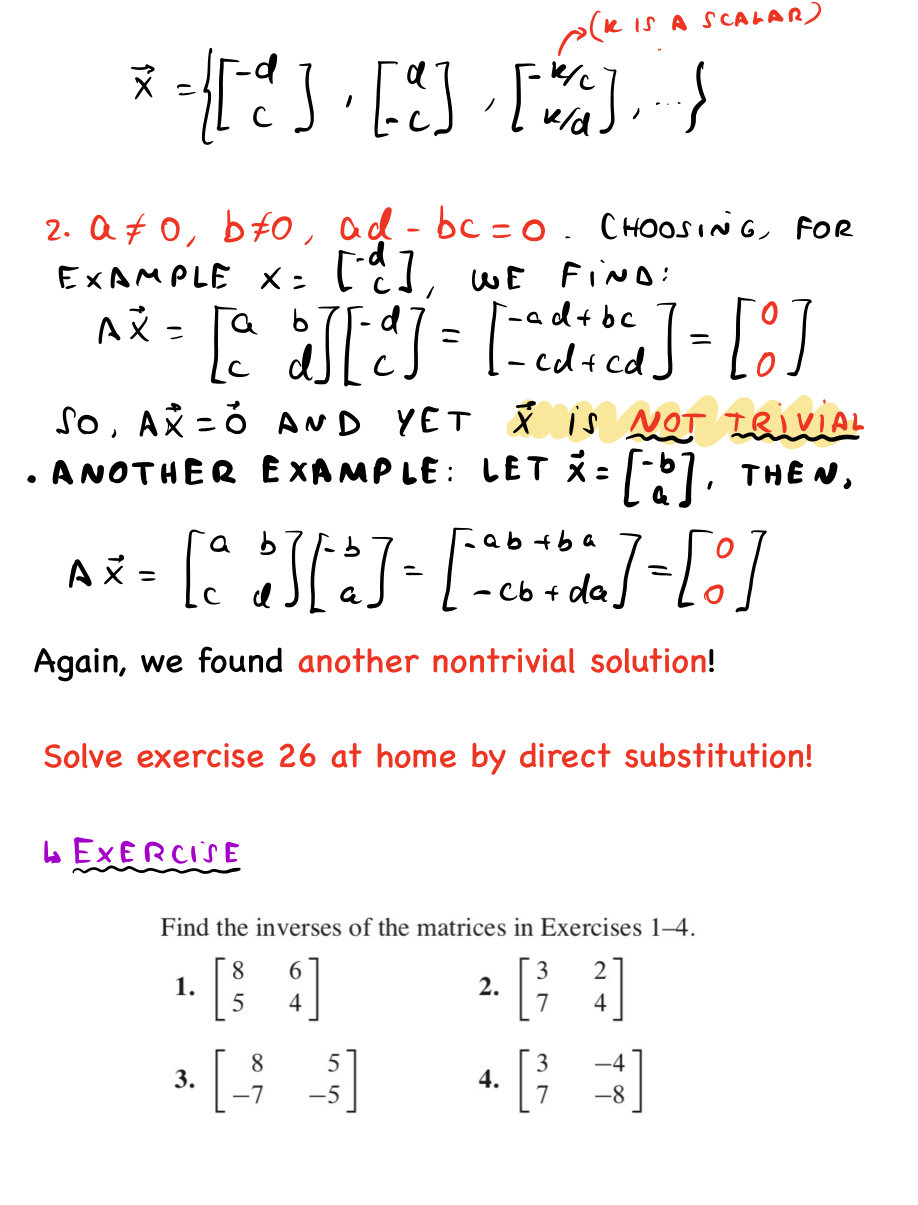 (k IS A SCALAR)
x⃗ = {[-d c], [d -c], [-k/c k/d], ...}
2. a ≠ 0, b ≠ 0, ad - bc = 0. CHOOSING, FOR
EXAMPLE x = [-d c], WE FIND:
Ax⃗ = [a b c d][-d c] = [-ad + bc -cd + cd] = [0 0]
SO, Ax⃗ = 0⃗ AND YET x⃗ IS NOT TRIVIAL
. ANOTHER EXAMPLE: LET x⃗ = [-b a], THEN,
Ax⃗ = [a b c d][-b a] = [-ab + ba -cb + da] = [0 0]
Again, we found another nontrivial solution!
Solve exercise 26 at home by direct substitution!
↳ EXERCISE
Find the inverses of the matrices in Exercises 1–4.
1. [8 6 5 4] 2. [3 2 7 4]
3. [8 5 -7 -5] 4. [3 -4 7 -8]